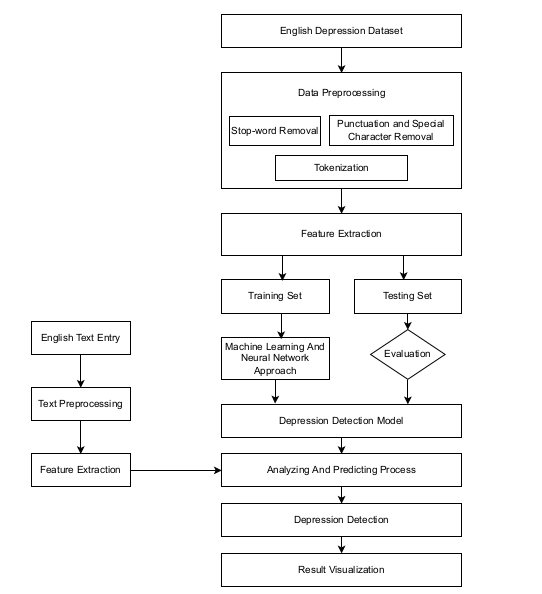 English Depression Dataset
Data Preprocessing
Stop-word Removal
Punctuation and Special
Character Removal
Tokenization
Feature Extraction
Training Set
Testing Set
English Text Entry
Machine Learning And
Neural Network
Approach
Evaluation
Text Preprocessing
Depression Detection Model
Feature Extraction
Analyzing And Predicting Process
Depression Detection
Result Visualization